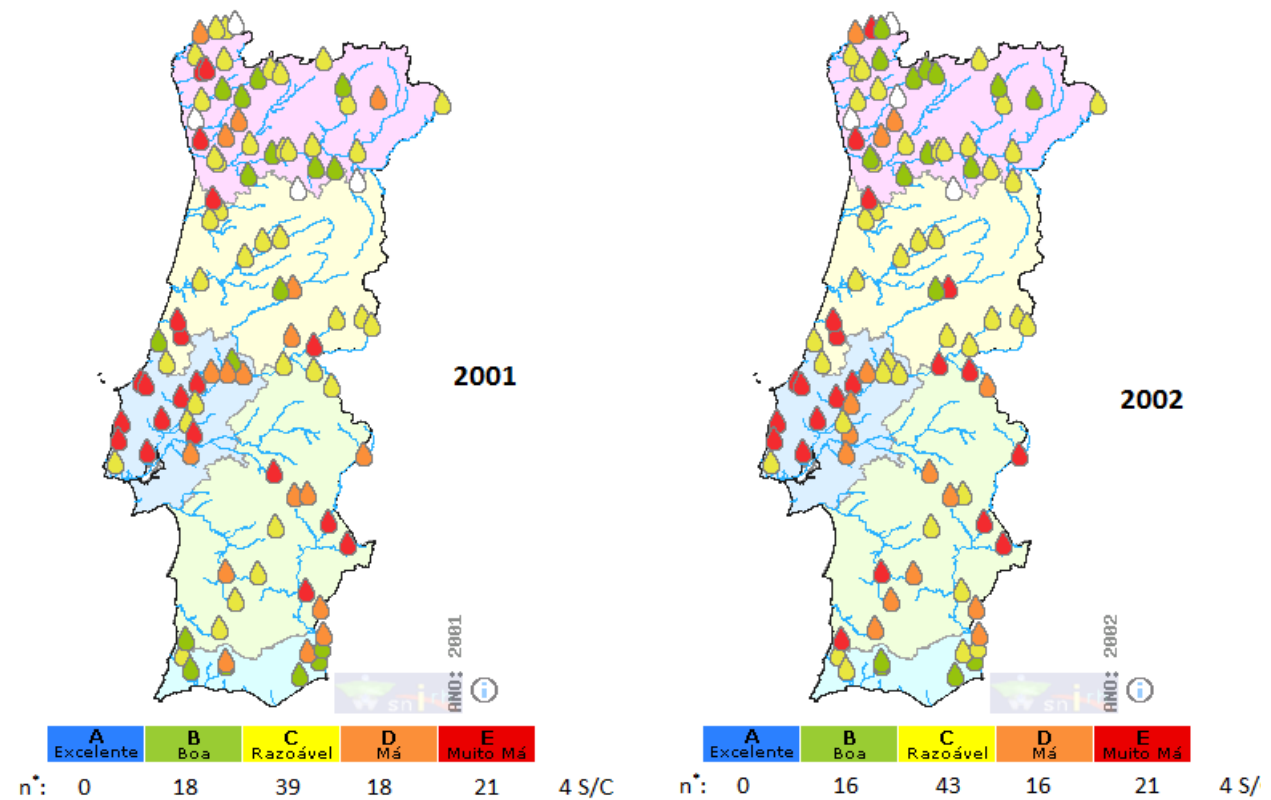 2001
2002
ANO: 2001
ANO: 2002
snirh
A
Excelente
B
Boa
C
Razoável
D
Má
E
Muito Má
A
Excelente
B
Boa
C
Razoável
D
Má
E
Muito Má
n*: 0 18 39 18 21 4 S/C
n*: 0 16 43 16 21 4 S/